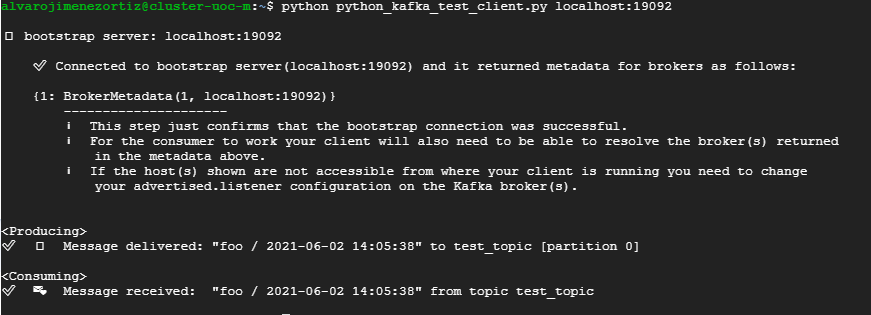 alvarojimenezortiz@cluster-uoc-m:~$ python python_kafka_test_client.py localhost:19092
bootstrap server: localhost:19092
✓ Connected to bootstrap server(localhost:19092) and it returned metadata for brokers as follows:
{1: BrokerMetadata(1, localhost:19092)}
---------------------
i This step just confirms that the bootstrap connection was successful.
i For the consumer to work your client will also need to be able to resolve the broker(s) returned
in the metadata above.
i If the host(s) shown are not accessible from where your client is running you need to change
your advertised.listener configuration on the Kafka broker(s).
<Producing>
✓ Message delivered: "foo / 2021-06-02 14:05:38" to test_topic [partition 0]
<Consuming>
✓ Message received: "foo / 2021-06-02 14:05:38" from topic test_topic